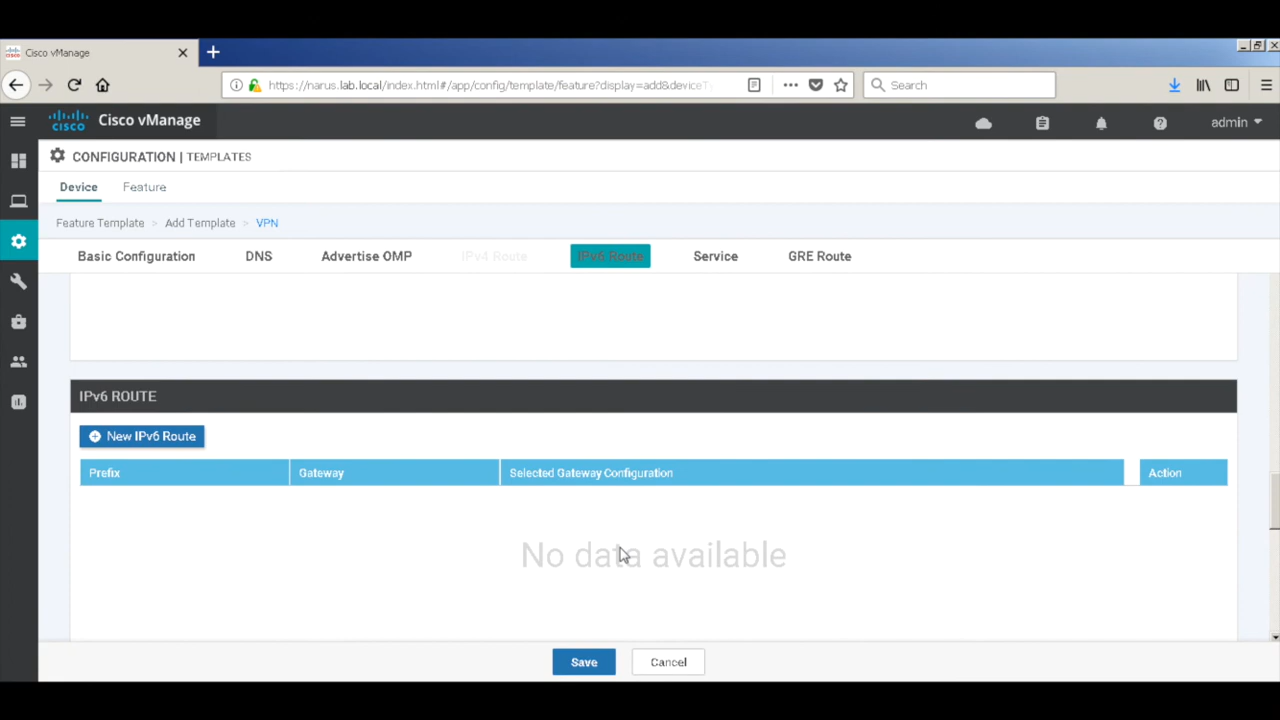 Cisco vManage
https://narus.lab.local/index.html#/app/config/template/feature?display=add&deviceT
Search
CISCO
Cisco vManage
admin
CONFIGURATION | TEMPLATES
Device
Feature
Feature Template > Add Template > VPN
Basic Configuration
DNS
Advertise OMP
IPv4 Route
IPv6 Route
Service
GRE Route
IPv6 ROUTE
New IPv6 Route
Prefix
Gateway
Selected Gateway Configuration
Action
No data available
Save
Cancel